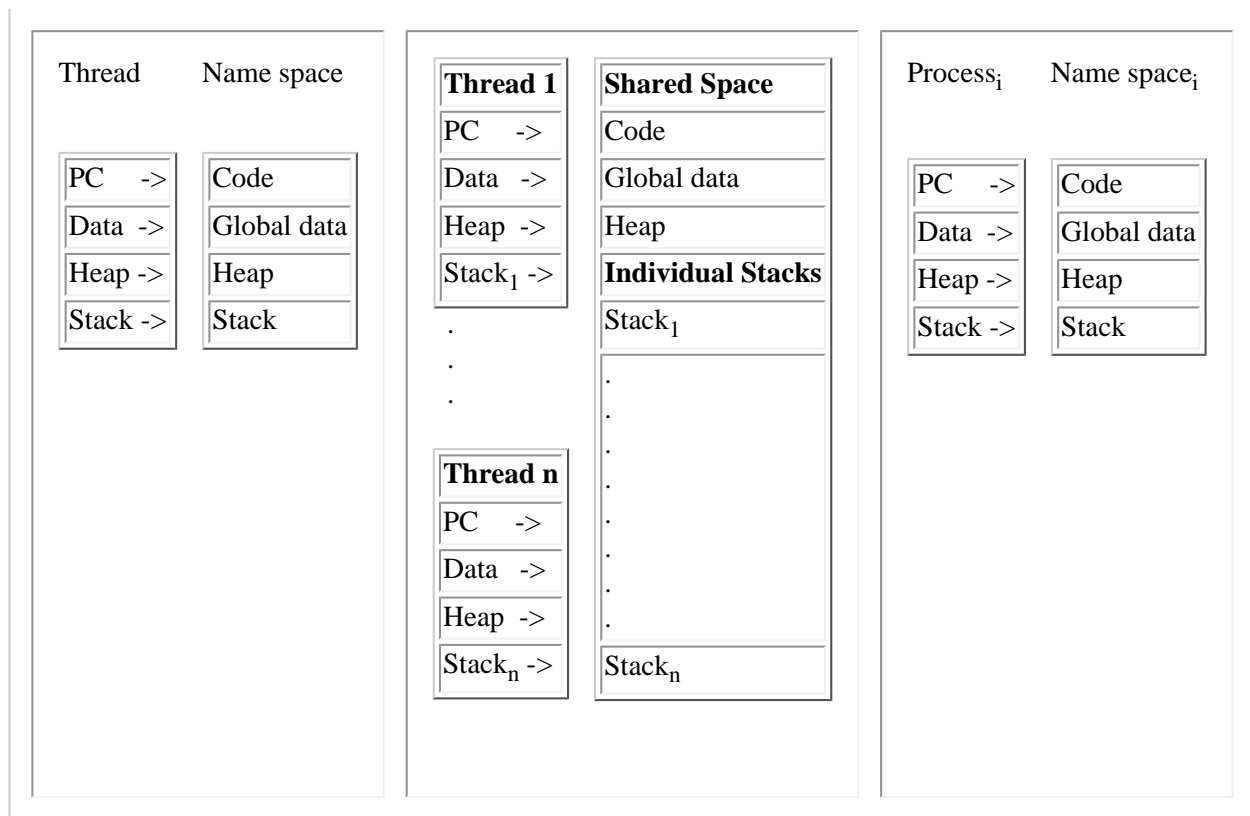 Thread Name space
PC -> Code
Data -> Global data
Heap -> Heap
Stack -> Stack
Thread 1 Shared Space
PC -> Code
Data -> Global data
Heap -> Heap
Stack1 -> Individual Stacks
. Stack1
. .
. .
.
Thread n .
PC -> .
Data -> .
Heap -> .
Stackn -> Stackn
Processi Name spacei
PC -> Code
Data -> Global data
Heap -> Heap
Stack -> Stack